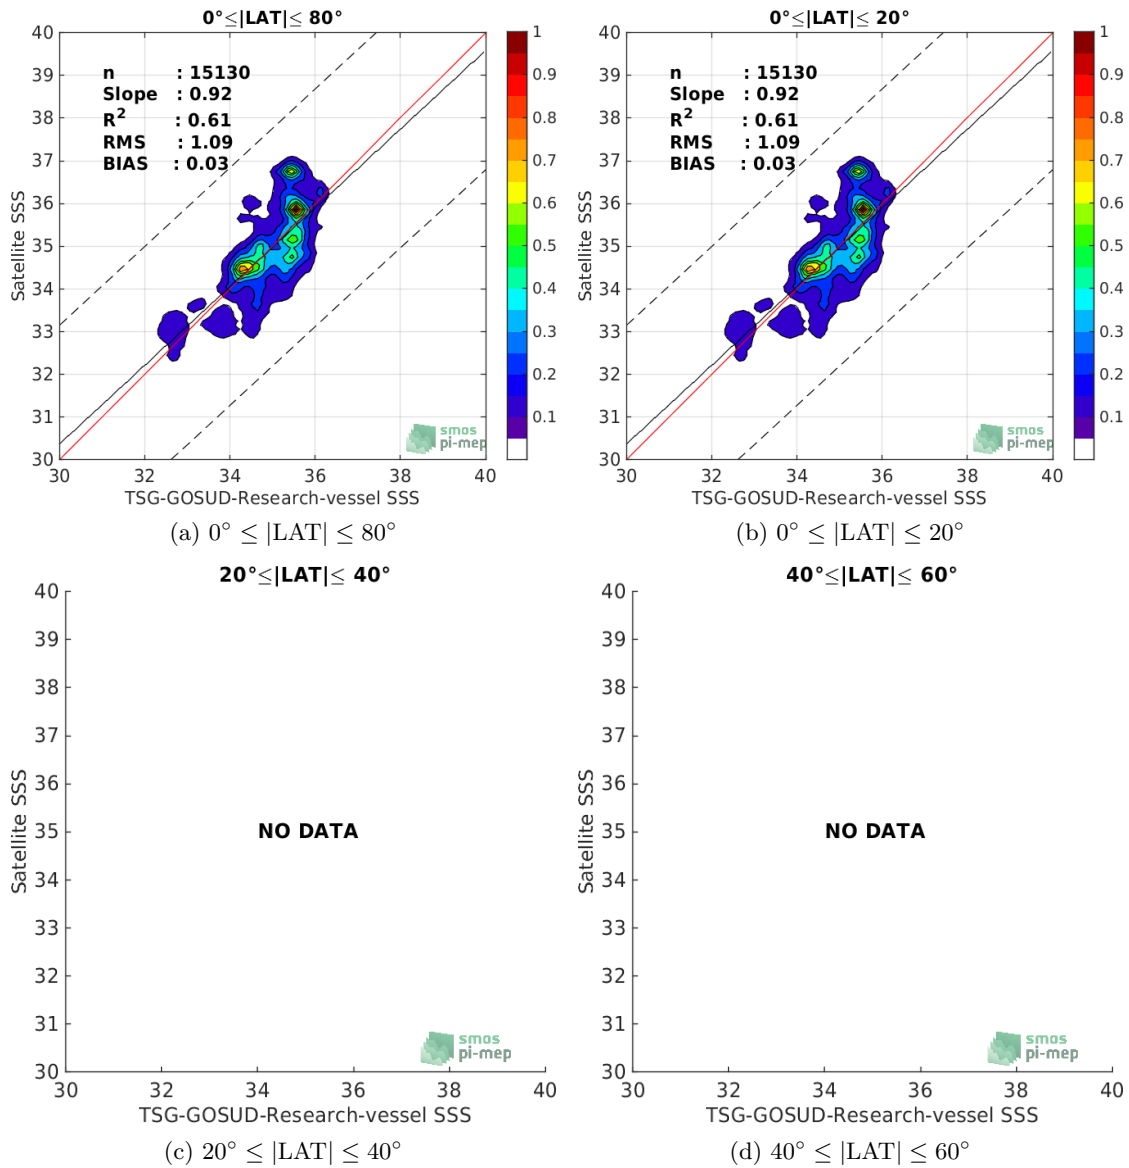 0°≤|LAT|≤ 80°
40
39
38
37
36
35
34
33
32
31
30
Satellite SSS
n : 15130
Slope : 0.92
R² : 0.61
RMS : 1.09
BIAS : 0.03
1
0.9
0.8
0.7
0.6
0.5
0.4
0.3
0.2
0.1
smos
pi-mep
30 32 34 36 38 40
TSG-GOSUD-Research-vessel SSS
(a) 0° ≤ |LAT| ≤ 80°
0°≤|LAT|≤ 20°
40
39
38
37
36
35
34
33
32
31
30
Satellite SSS
n : 15130
Slope : 0.92
R² : 0.61
RMS : 1.09
BIAS : 0.03
1
0.9
0.8
0.7
0.6
0.5
0.4
0.3
0.2
0.1
smos
pi-mep
30 32 34 36 38 40
TSG-GOSUD-Research-vessel SSS
(b) 0° ≤ |LAT| ≤ 20°
20°≤|LAT|≤ 40°
40
39
38
37
36
35
34
33
32
31
30
Satellite SSS
NO DATA
smos
pi-mep
30 32 34 36 38 40
TSG-GOSUD-Research-vessel SSS
(c) 20° ≤ |LAT| ≤ 40°
40°≤|LAT|≤ 60°
40
39
38
37
36
35
34
33
32
31
30
Satellite SSS
NO DATA
smos
pi-mep
30 32 34 36 38 40
TSG-GOSUD-Research-vessel SSS
(d) 40° ≤ |LAT| ≤ 60°